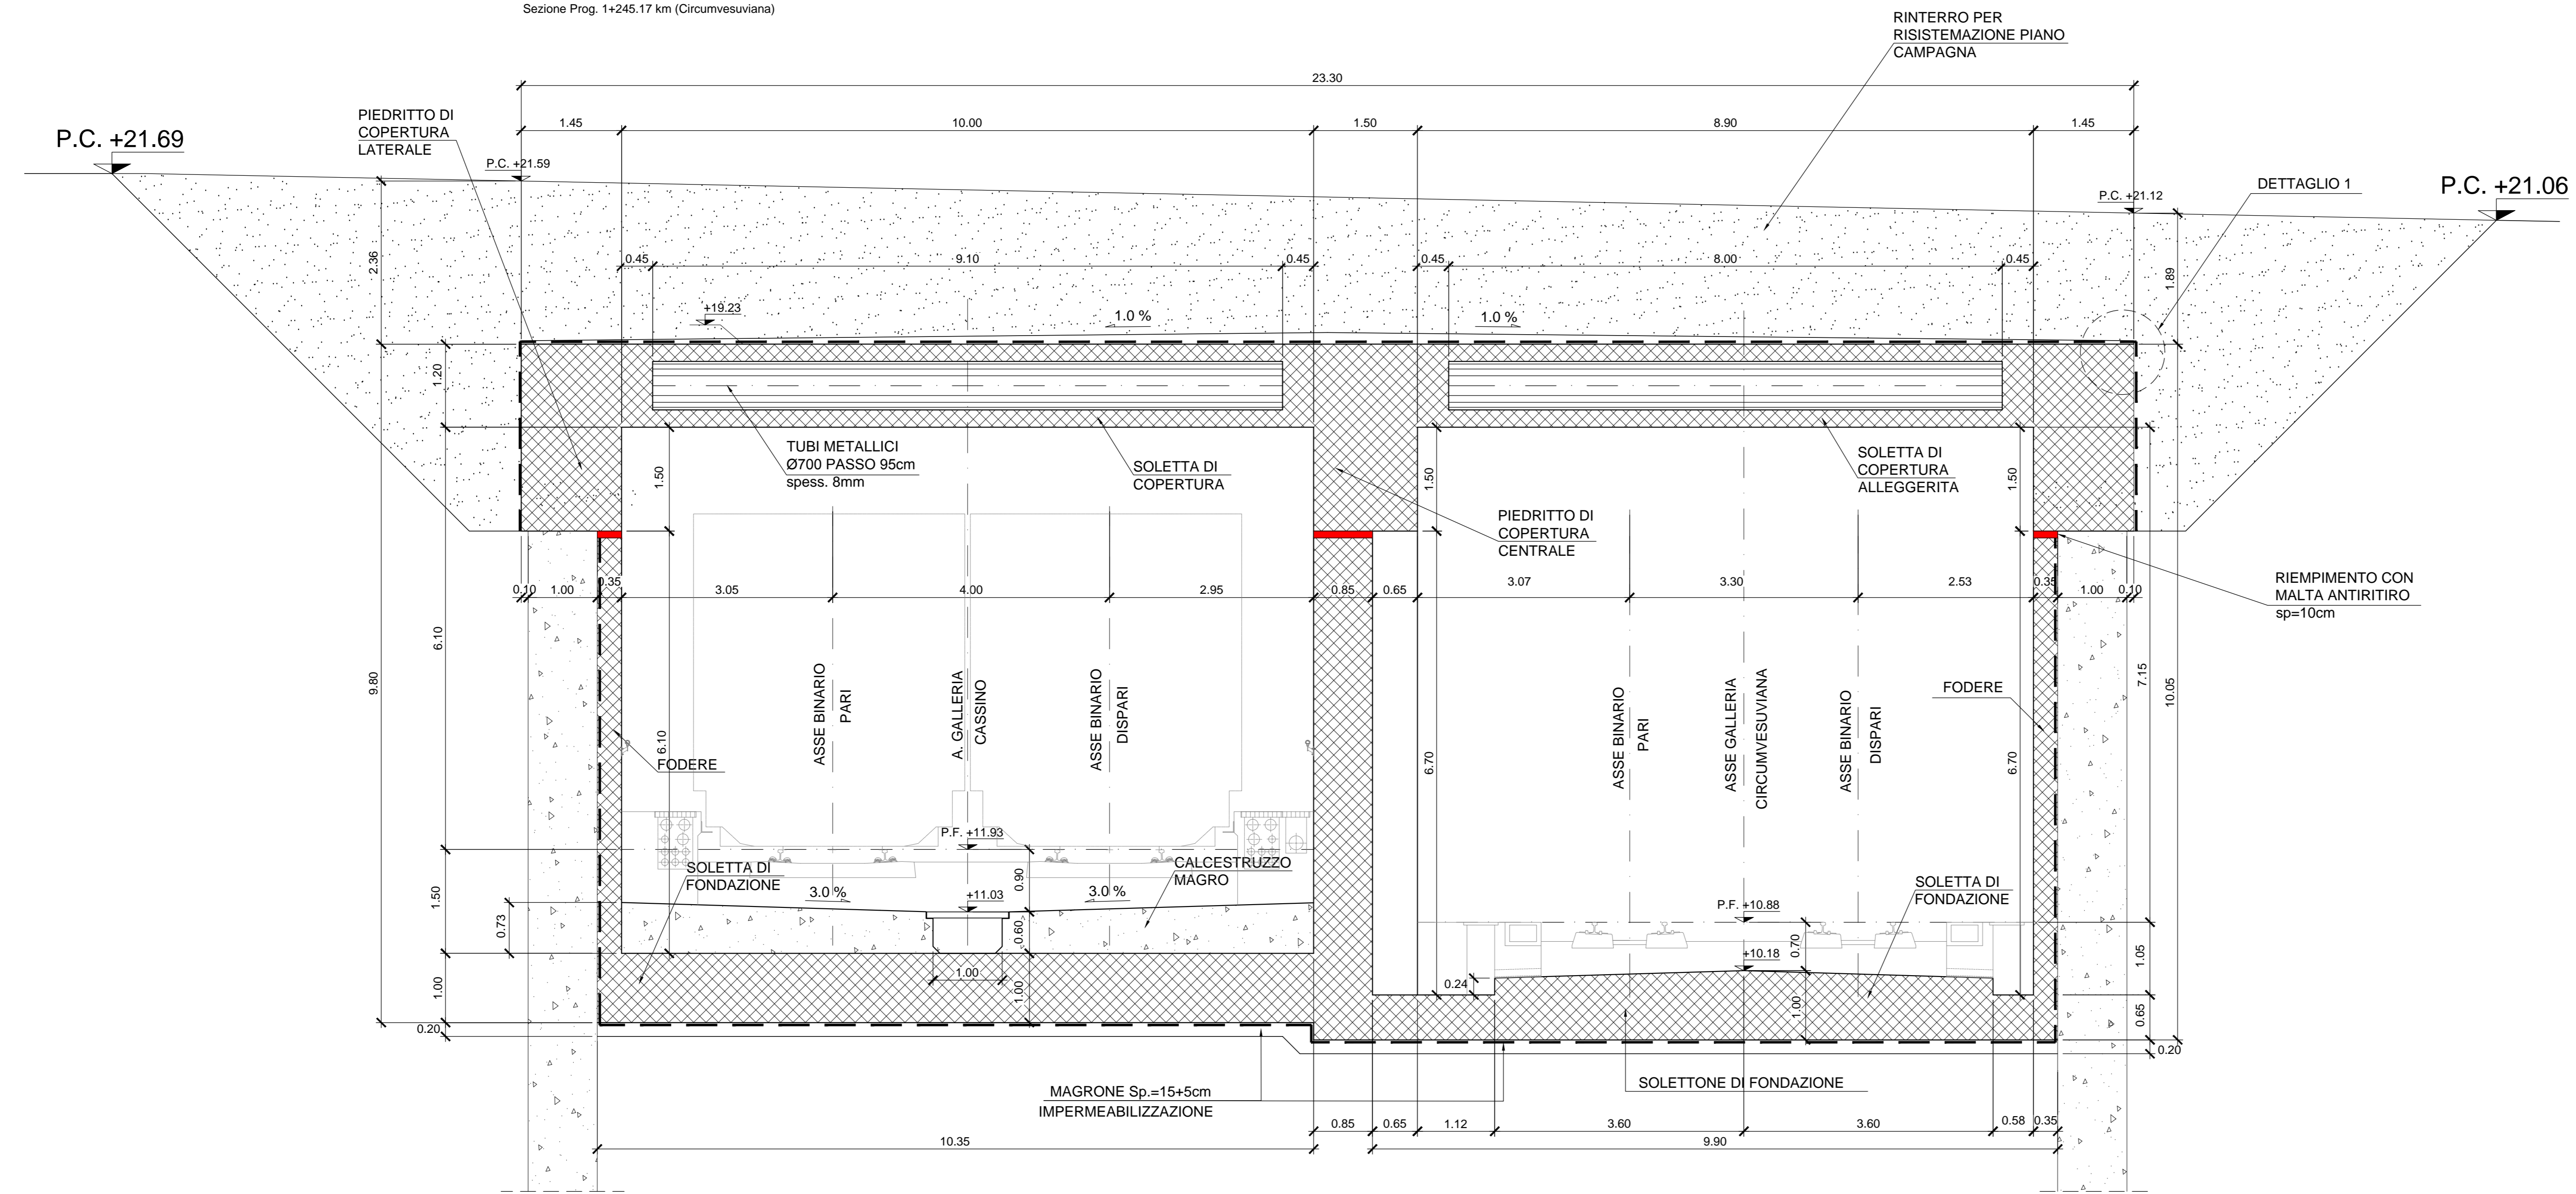 Sezione Prog. 1+245.17 km (Circumvesuviana)
RINTERRO PER
RISISTEMAZIONE PIANO
CAMPAGNA
23.30
PIEDRITTO DI
COPERTURA
LATERALE
1.45
10.00
1.50
8.90
1.45
P.C. +21.69
P.C. +21.59
DETTAGLIO 1
P.C. +21.06
P.C. +21.12
2.36
0.45
9.10
0.45
0.45
8.00
0.45
1.89
+19.23
1.0 %
1.0 %
1.20
TUBI METALLICI
Ø700 PASSO 95cm
spess. 8mm
SOLETTA DI
COPERTURA
SOLETTA DI
COPERTURA
ALLEGGERITA
1.50
1.50
1.50
PIEDRITTO DI
COPERTURA
CENTRALE
0.10
1.00
0.35
3.05
4.00
2.95
0.85
0.65
3.07
3.30
2.53
0.35
1.00
0.10
RIEMPIMENTO CON
MALTA ANTIRITIRO
sp=10cm
6.10
9.80
7.15
10.05
ASSE BINARIO
PARI
A. GALLERIA
CASSINO
ASSE BINARIO
DISPARI
ASSE BINARIO
PARI
ASSE GALLERIA
CIRCUMVESUVIANA
ASSE BINARIO
DISPARI
FODERE
6.10
FODERE
6.70
6.70
P.F. +11.93
SOLETTA DI
FONDAZIONE
CALCESTRUZZO
MAGRO
0.90
3.0 %
+11.03
3.0 %
1.50
0.73
0.60
SOLETTA DI
FONDAZIONE
P.F. +10.88
0.70
+10.18
1.05
1.00
1.00
1.00
0.24
1.00
0.65
0.20
0.20
MAGRONE Sp.=15+5cm
IMPERMEABILIZZAZIONE
SOLETTONE DI FONDAZIONE
0.85
0.65
1.12
3.60
3.60
0.58
0.35
10.35
9.90